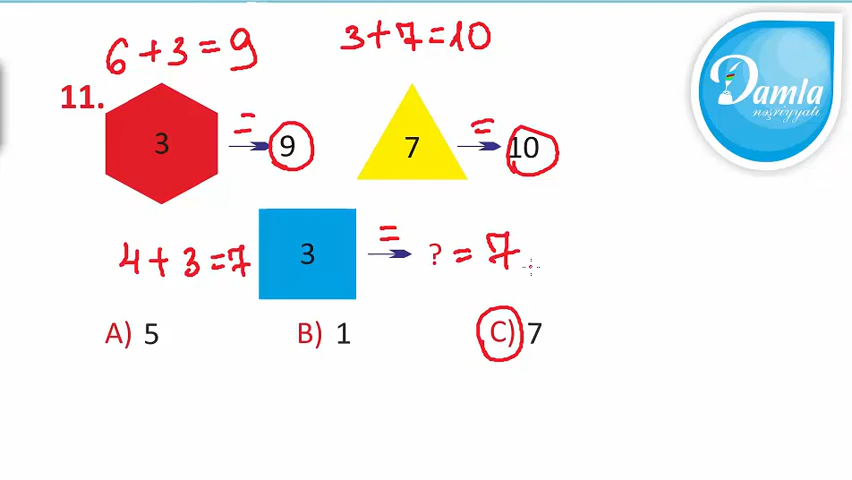 6 + 3 = 9
3 + 7 = 10
Damla
nəşriyyatı
11.
3
=
9
7
=
10
4 + 3 = 7
3
=
? = 7
A) 5
B) 1
C) 7